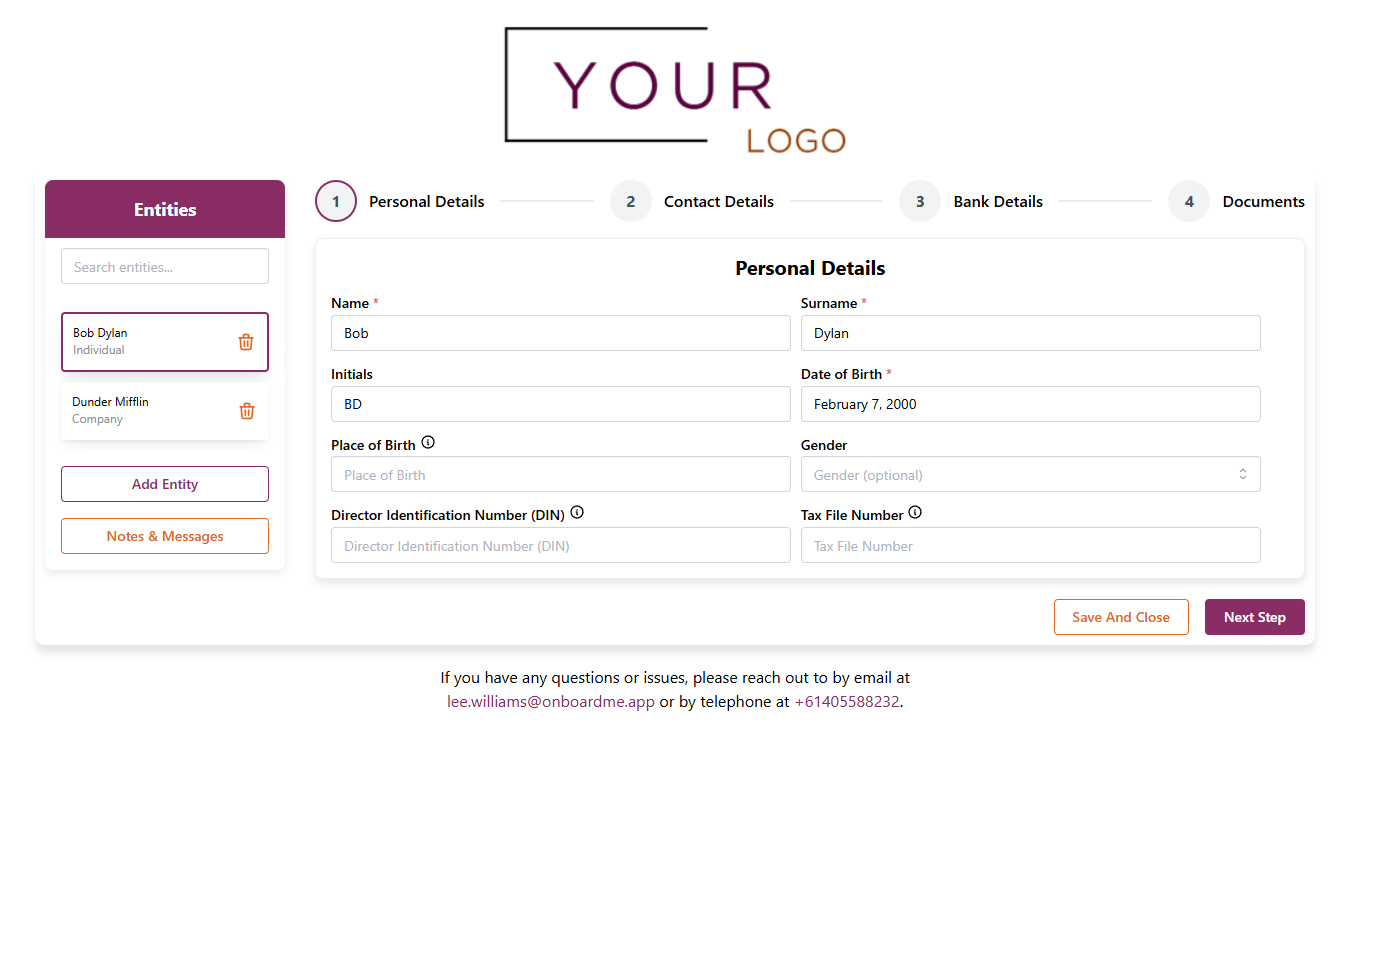 YOUR
LOGO
Entities
Search entities...
Bob Dylan
Individual
Dunder Mifflin
Company
Add Entity
Notes & Messages
1 Personal Details
2 Contact Details
3 Bank Details
4 Documents
Personal Details
Name *
Bob
Surname *
Dylan
Initials
BD
Date of Birth *
February 7, 2000
Place of Birth
Place of Birth
Gender
Gender (optional)
Director Identification Number (DIN)
Director Identification Number (DIN)
Tax File Number
Tax File Number
Save And Close
Next Step
If you have any questions or issues, please reach out to by email at
lee.williams@onboardme.app or by telephone at +61405588232.